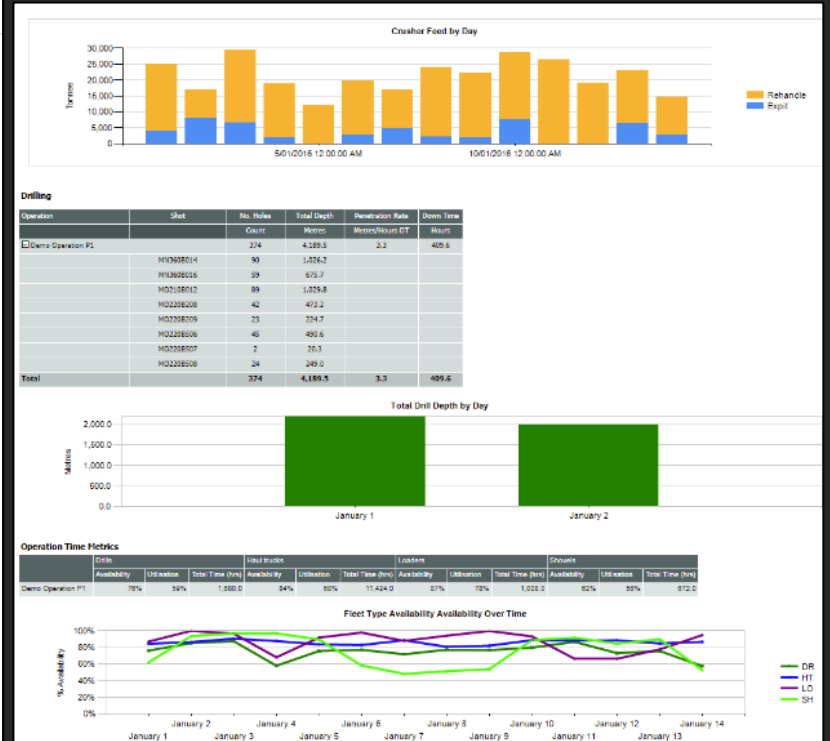 Crusher Feed by Day
30,000
25,000
20,000
15,000
10,000
5,000
0
Tonnes
5/01/2016 12:00:00 AM 10/01/2016 12:00:00 AM
Rehandle
Expit
Drilling
Operation Shot No. Holes Total Depth Penetration Rate Down Time
Count Metres Metres/Hours OT Hours
Demo Operation P1 374 4,189.5 3.3 409.6
MN360B014 90 1,026.2
MN360B016 59 675.7
MO210B012 89 1,029.8
MO220B208 42 473.2
MO220B209 23 224.7
MO220B506 45 490.6
MO220B507 2 20.3
MO220B508 24 249.0
Total 374 4,189.5 3.3 409.6
Total Drill Depth by Day
2,000.0
1,500.0
1,000.0
500.0
0.0
Metres
January 1 January 2
Operation Time Metrics
Drills Haul trucks Loaders Shovels
Availability Utilisation Total Time (hrs) Availability Utilisation Total Time (hrs) Availability Utilisation Total Time (hrs) Availability Utilisation Total Time (hrs)
Demo Operation P1 76% 59% 84% 11,424.0 87% 78% 62% 672.0
Fleet Type Availability Availability Over Time
100%
80%
60%
40%
20%
0%
% Availability
January 2 January 4 January 6 January 8 January 10 January 12 January 14
January 1 January 3 January 5 January 7 January 9 January 11 January 13
DR
HT
LO
SH